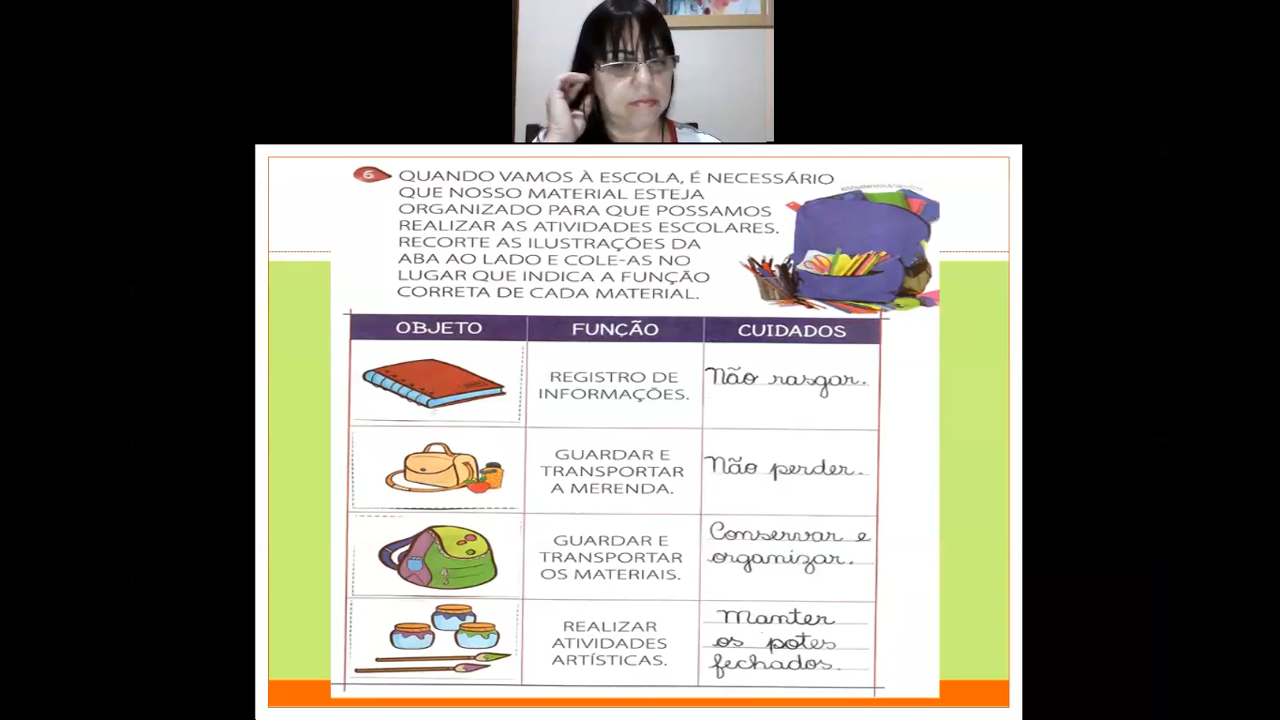 6
QUANDO VAMOS À ESCOLA, É NECESSÁRIO
QUE NOSSO MATERIAL ESTEJA
ORGANIZADO PARA QUE POSSAMOS
REALIZAR AS ATIVIDADES ESCOLARES.
RECORTE AS ILUSTRAÇÕES DA
ABA AO LADO E COLE-AS NO
LUGAR QUE INDICA A FUNÇÃO
CORRETA DE CADA MATERIAL.
OBJETO FUNÇÃO CUIDADOS
REGISTRO DE
INFORMAÇÕES.
Não rasgar.
GUARDAR E
TRANSPORTAR
A MERENDA.
Não perder.
GUARDAR E
TRANSPORTAR
OS MATERIAIS.
Conservar e
organizar.
REALIZAR
ATIVIDADES
ARTÍSTICAS.
Manter
os potes
fechados.